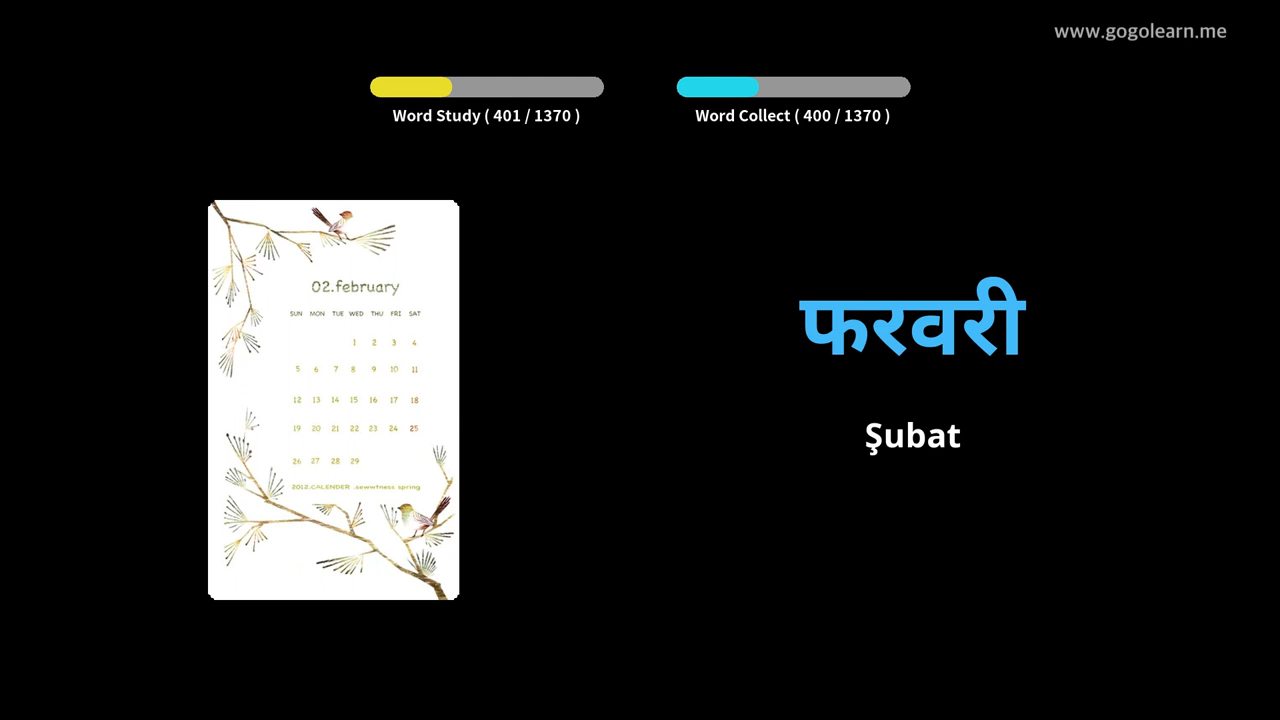 www.gogolearn.me
Word Study ( 401 / 1370 )
Word Collect ( 400 / 1370 )
02.february
SUN MON TUE WED THU FRI SAT
1 2 3 4
5 6 7 8 9 10 11
12 13 14 15 16 17 18
19 20 21 22 23 24 25
26 27 28 29
2012.CALENDER .sewwtness spring
फरवरी
Şubat